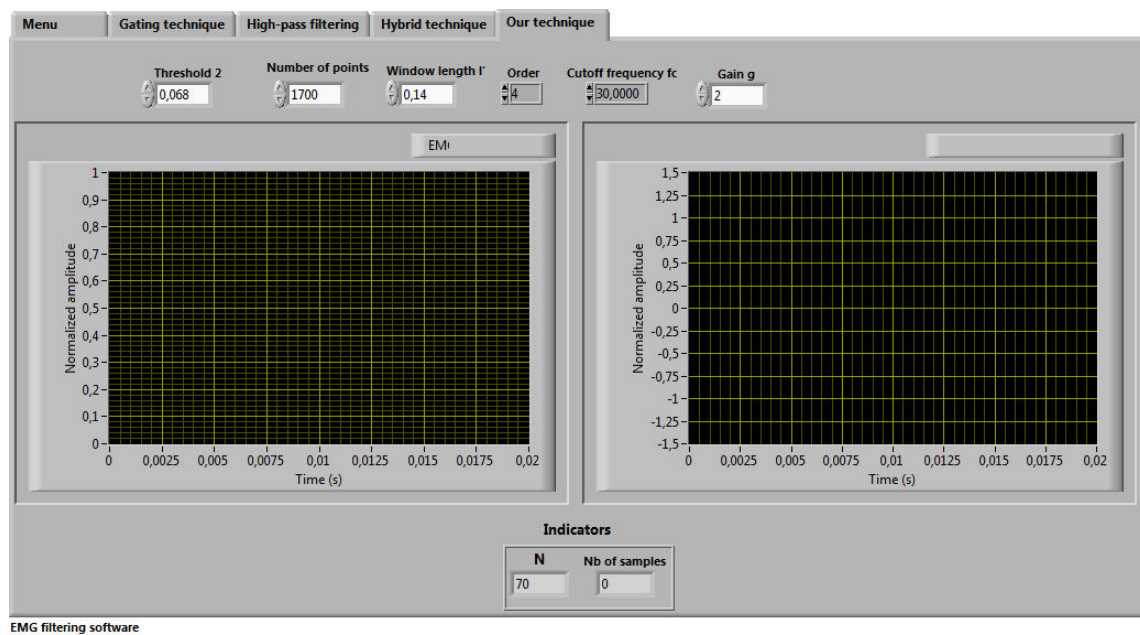 Menu Gating technique High-pass filtering Hybrid technique Our technique
Threshold 2 Number of points Window length l' Order Cutoff frequency fc Gain g
0,068 1700 0,14 4 30,0000 2
EM
Normalized amplitude
1
0,9
0,8
0,7
0,6
0,5
0,4
0,3
0,2
0,1
0
0 0,0025 0,005 0,0075 0,01 0,0125 0,015 0,0175 0,02
Time (s)
Normalized amplitude
1,5
1,25
1
0,75
0,5
0,25
0
-0,25
-0,5
-0,75
-1
-1,25
-1,5
0 0,0025 0,005 0,0075 0,01 0,0125 0,015 0,0175 0,02
Time (s)
Indicators
N Nb of samples
70 0
EMG filtering software